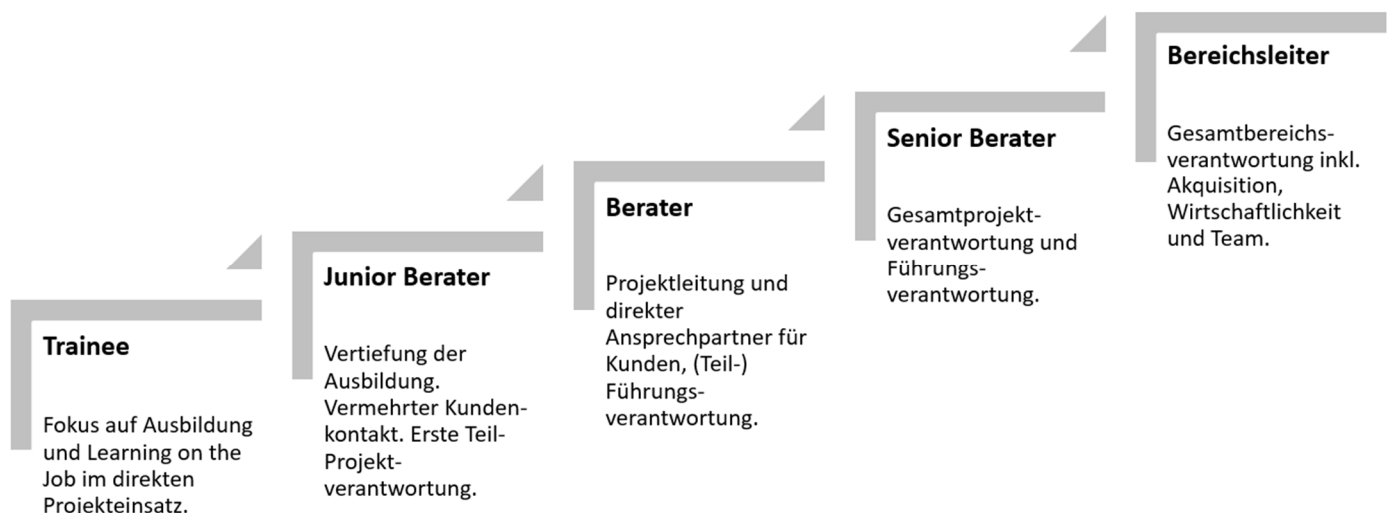 Trainee
Fokus auf Ausbildung
und Learning on the
Job im direkten
Projekteinsatz.
Junior Berater
Vertiefung der
Ausbildung.
Vermehrter Kunden-
kontakt. Erste Teil-
Projekt-
verantwortung.
Berater
Projektleitung und
direkter
Ansprechpartner für
Kunden, (Teil-)
Führungs-
verantwortung.
Senior Berater
Gesamtprojekt-
verantwortung und
Führungs-
verantwortung.
Bereichsleiter
Gesamtbereichs-
verantwortung inkl.
Akquisition,
Wirtschaftlichkeit
und Team.